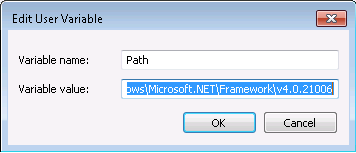 Edit User Variable
Variable name: Path
Variable value: ows\Microsoft.NET\Framework\v4.0.21006
OK Cancel